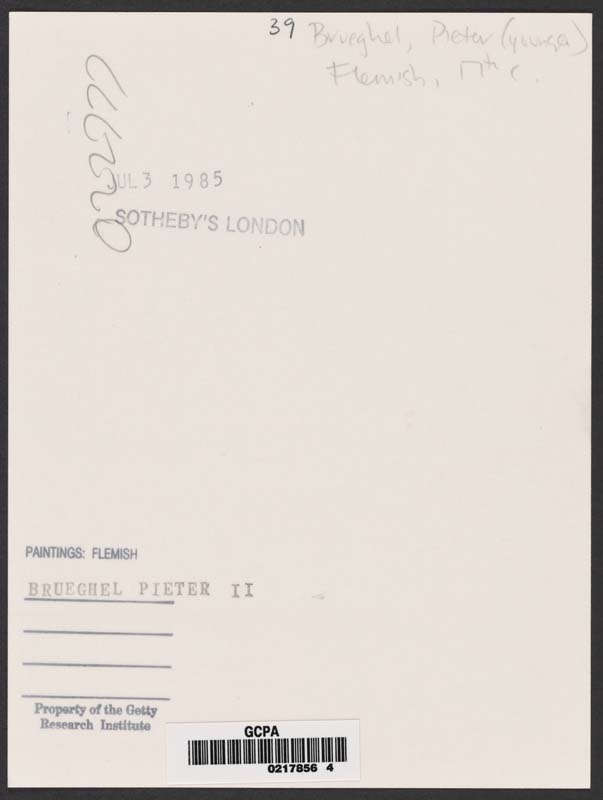 39 Brueghel, Pieter (younger)
Flemish, 17th c.
JUL 3 1985
SOTHEBY'S LONDON
PAINTINGS: FLEMISH
BRUEGHEL PIETER II
Property of the Getty
Research Institute
GCPA
0217856 4